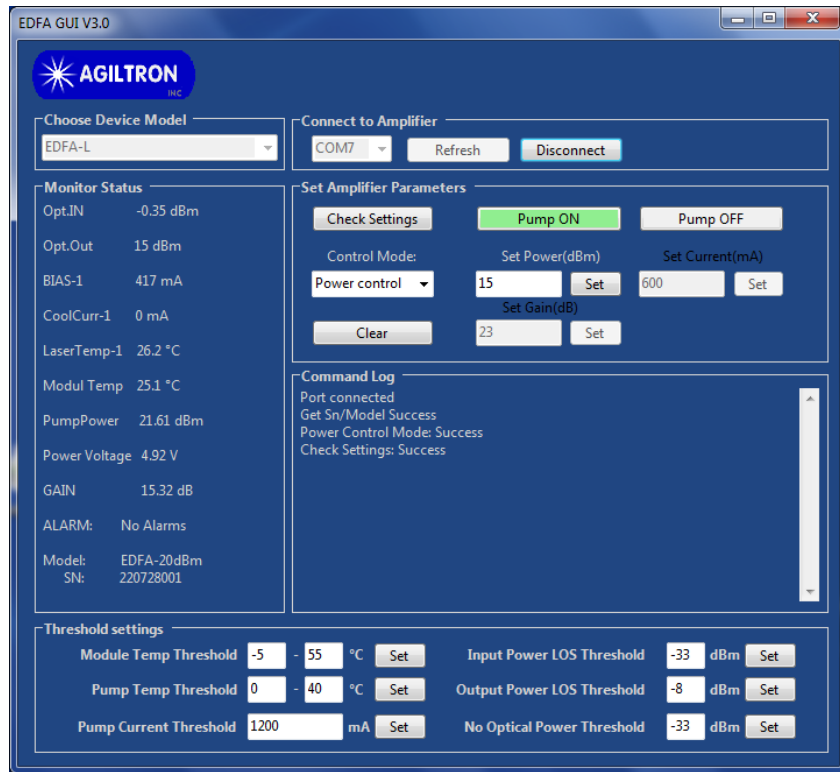 EDFA GUI V3.0
AGILTRON
INC
Choose Device Model
EDFA-L
Connect to Amplifier
COM7 Refresh Disconnect
Monitor Status
Opt.IN -0.35 dBm
Opt.Out 15 dBm
BIAS-1 417 mA
CoolCurr-1 0 mA
LaserTemp-1 26.2 °C
Modul Temp 25.1 °C
PumpPower 21.61 dBm
Power Voltage 4.92 V
GAIN 15.32 dB
ALARM: No Alarms
Model: EDFA-20dBm
SN: 220728001
Set Amplifier Parameters
Check Settings Pump ON Pump OFF
Control Mode: Set Power(dBm) Set Current(mA)
Power control 15 Set 600 Set
Set Gain(dB)
Clear 23 Set
Command Log
Port connected
Get Sn/Model Success
Power Control Mode: Success
Check Settings: Success
Threshold settings
Module Temp Threshold -5 - 55 °C Set Input Power LOS Threshold -33 dBm Set
Pump Temp Threshold 0 - 40 °C Set Output Power LOS Threshold -8 dBm Set
Pump Current Threshold 1200 mA Set No Optical Power Threshold -33 dBm Set